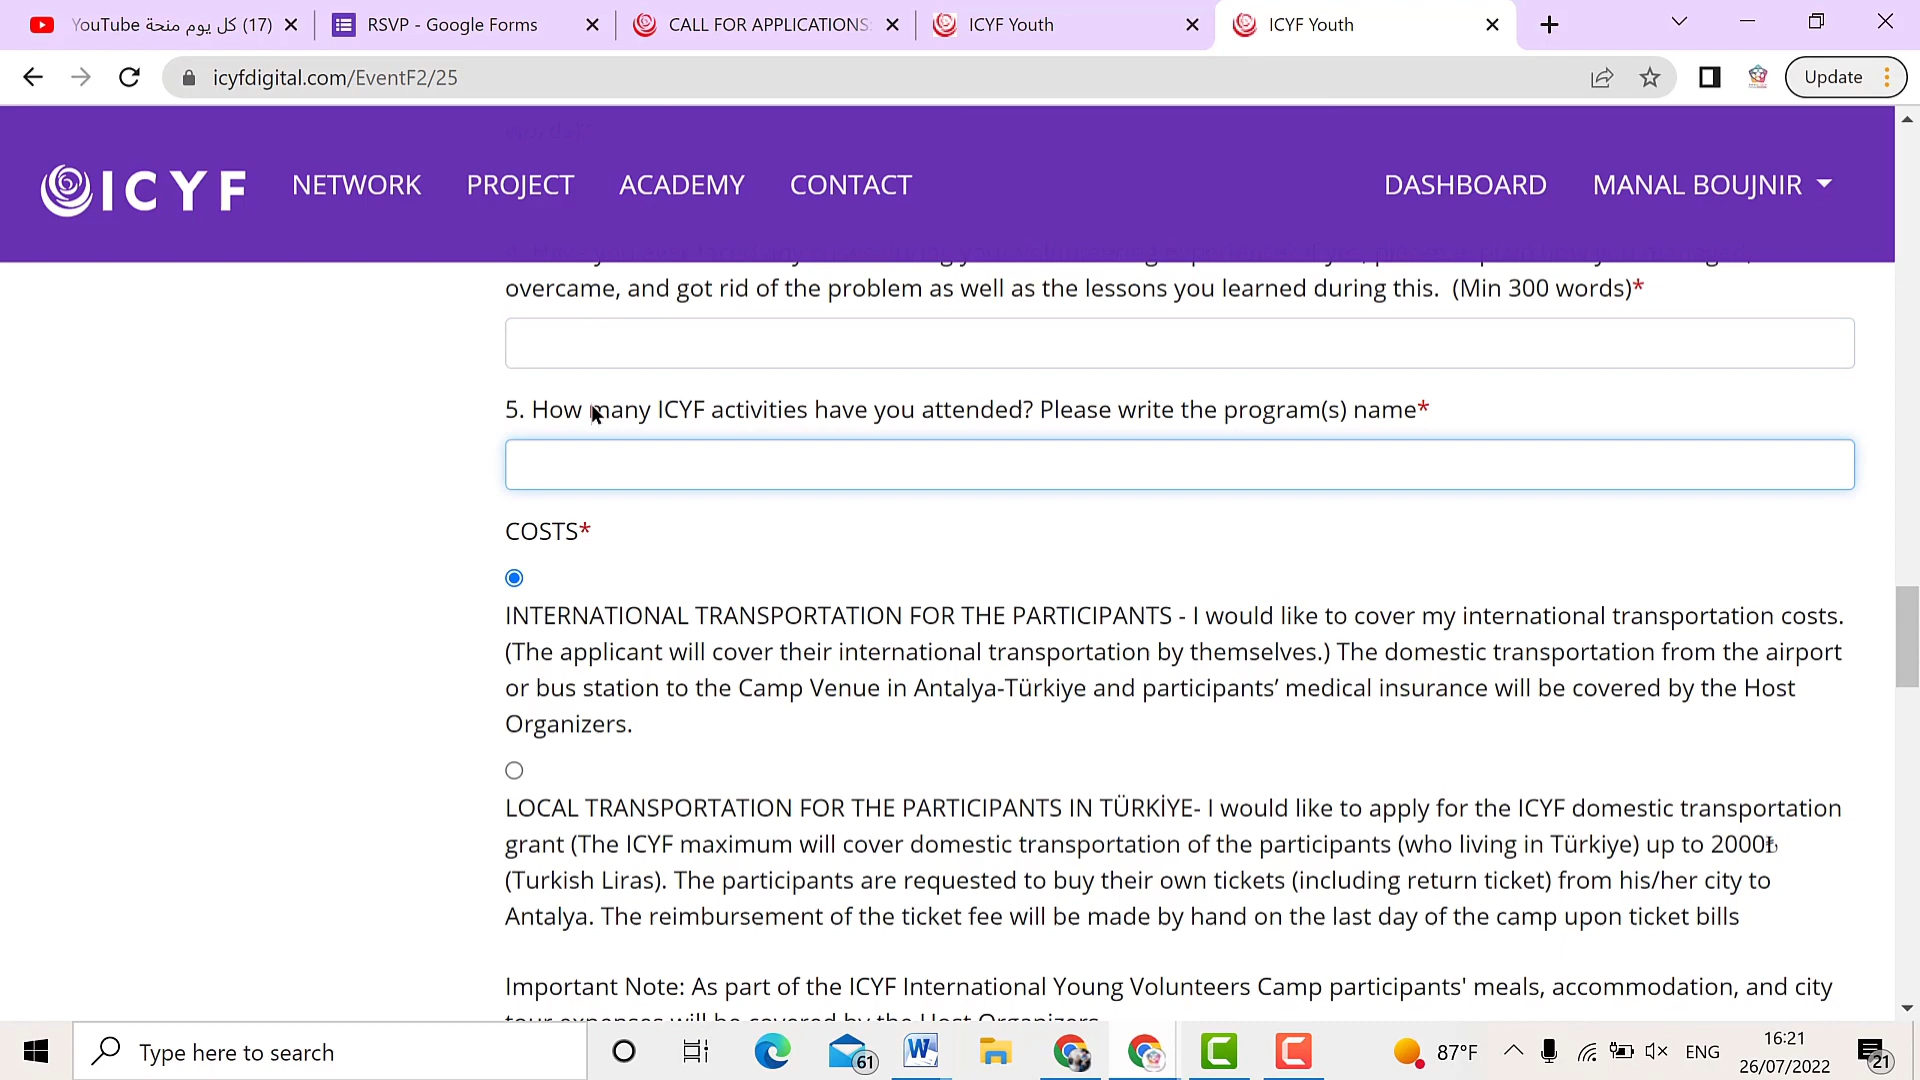 (17) YouTube كل يوم منحة
RSVP - Google Forms
CALL FOR APPLICATIONS:
ICYF Youth
ICYF Youth
icyfdigital.com/EventF2/25
Update
ICYF
NETWORK
PROJECT
ACADEMY
CONTACT
DASHBOARD
MANAL BOUJNIR
overcame, and got rid of the problem as well as the lessons you learned during this. (Min 300 words)*
5. How many ICYF activities have you attended? Please write the program(s) name*
COSTS*
INTERNATIONAL TRANSPORTATION FOR THE PARTICIPANTS - I would like to cover my international transportation costs.
(The applicant will cover their international transportation by themselves.) The domestic transportation from the airport
or bus station to the Camp Venue in Antalya-Türkiye and participants’ medical insurance will be covered by the Host
Organizers.
LOCAL TRANSPORTATION FOR THE PARTICIPANTS IN TÜRKİYE- I would like to apply for the ICYF domestic transportation
grant (The ICYF maximum will cover domestic transportation of the participants (who living in Türkiye) up to 2000₺
(Turkish Liras). The participants are requested to buy their own tickets (including return ticket) from his/her city to
Antalya. The reimbursement of the ticket fee will be made by hand on the last day of the camp upon ticket bills
Important Note: As part of the ICYF International Young Volunteers Camp participants' meals, accommodation, and city
tour expenses will be covered by the Host Organizers
Type here to search
61
87°F
ENG
16:21
26/07/2022
21